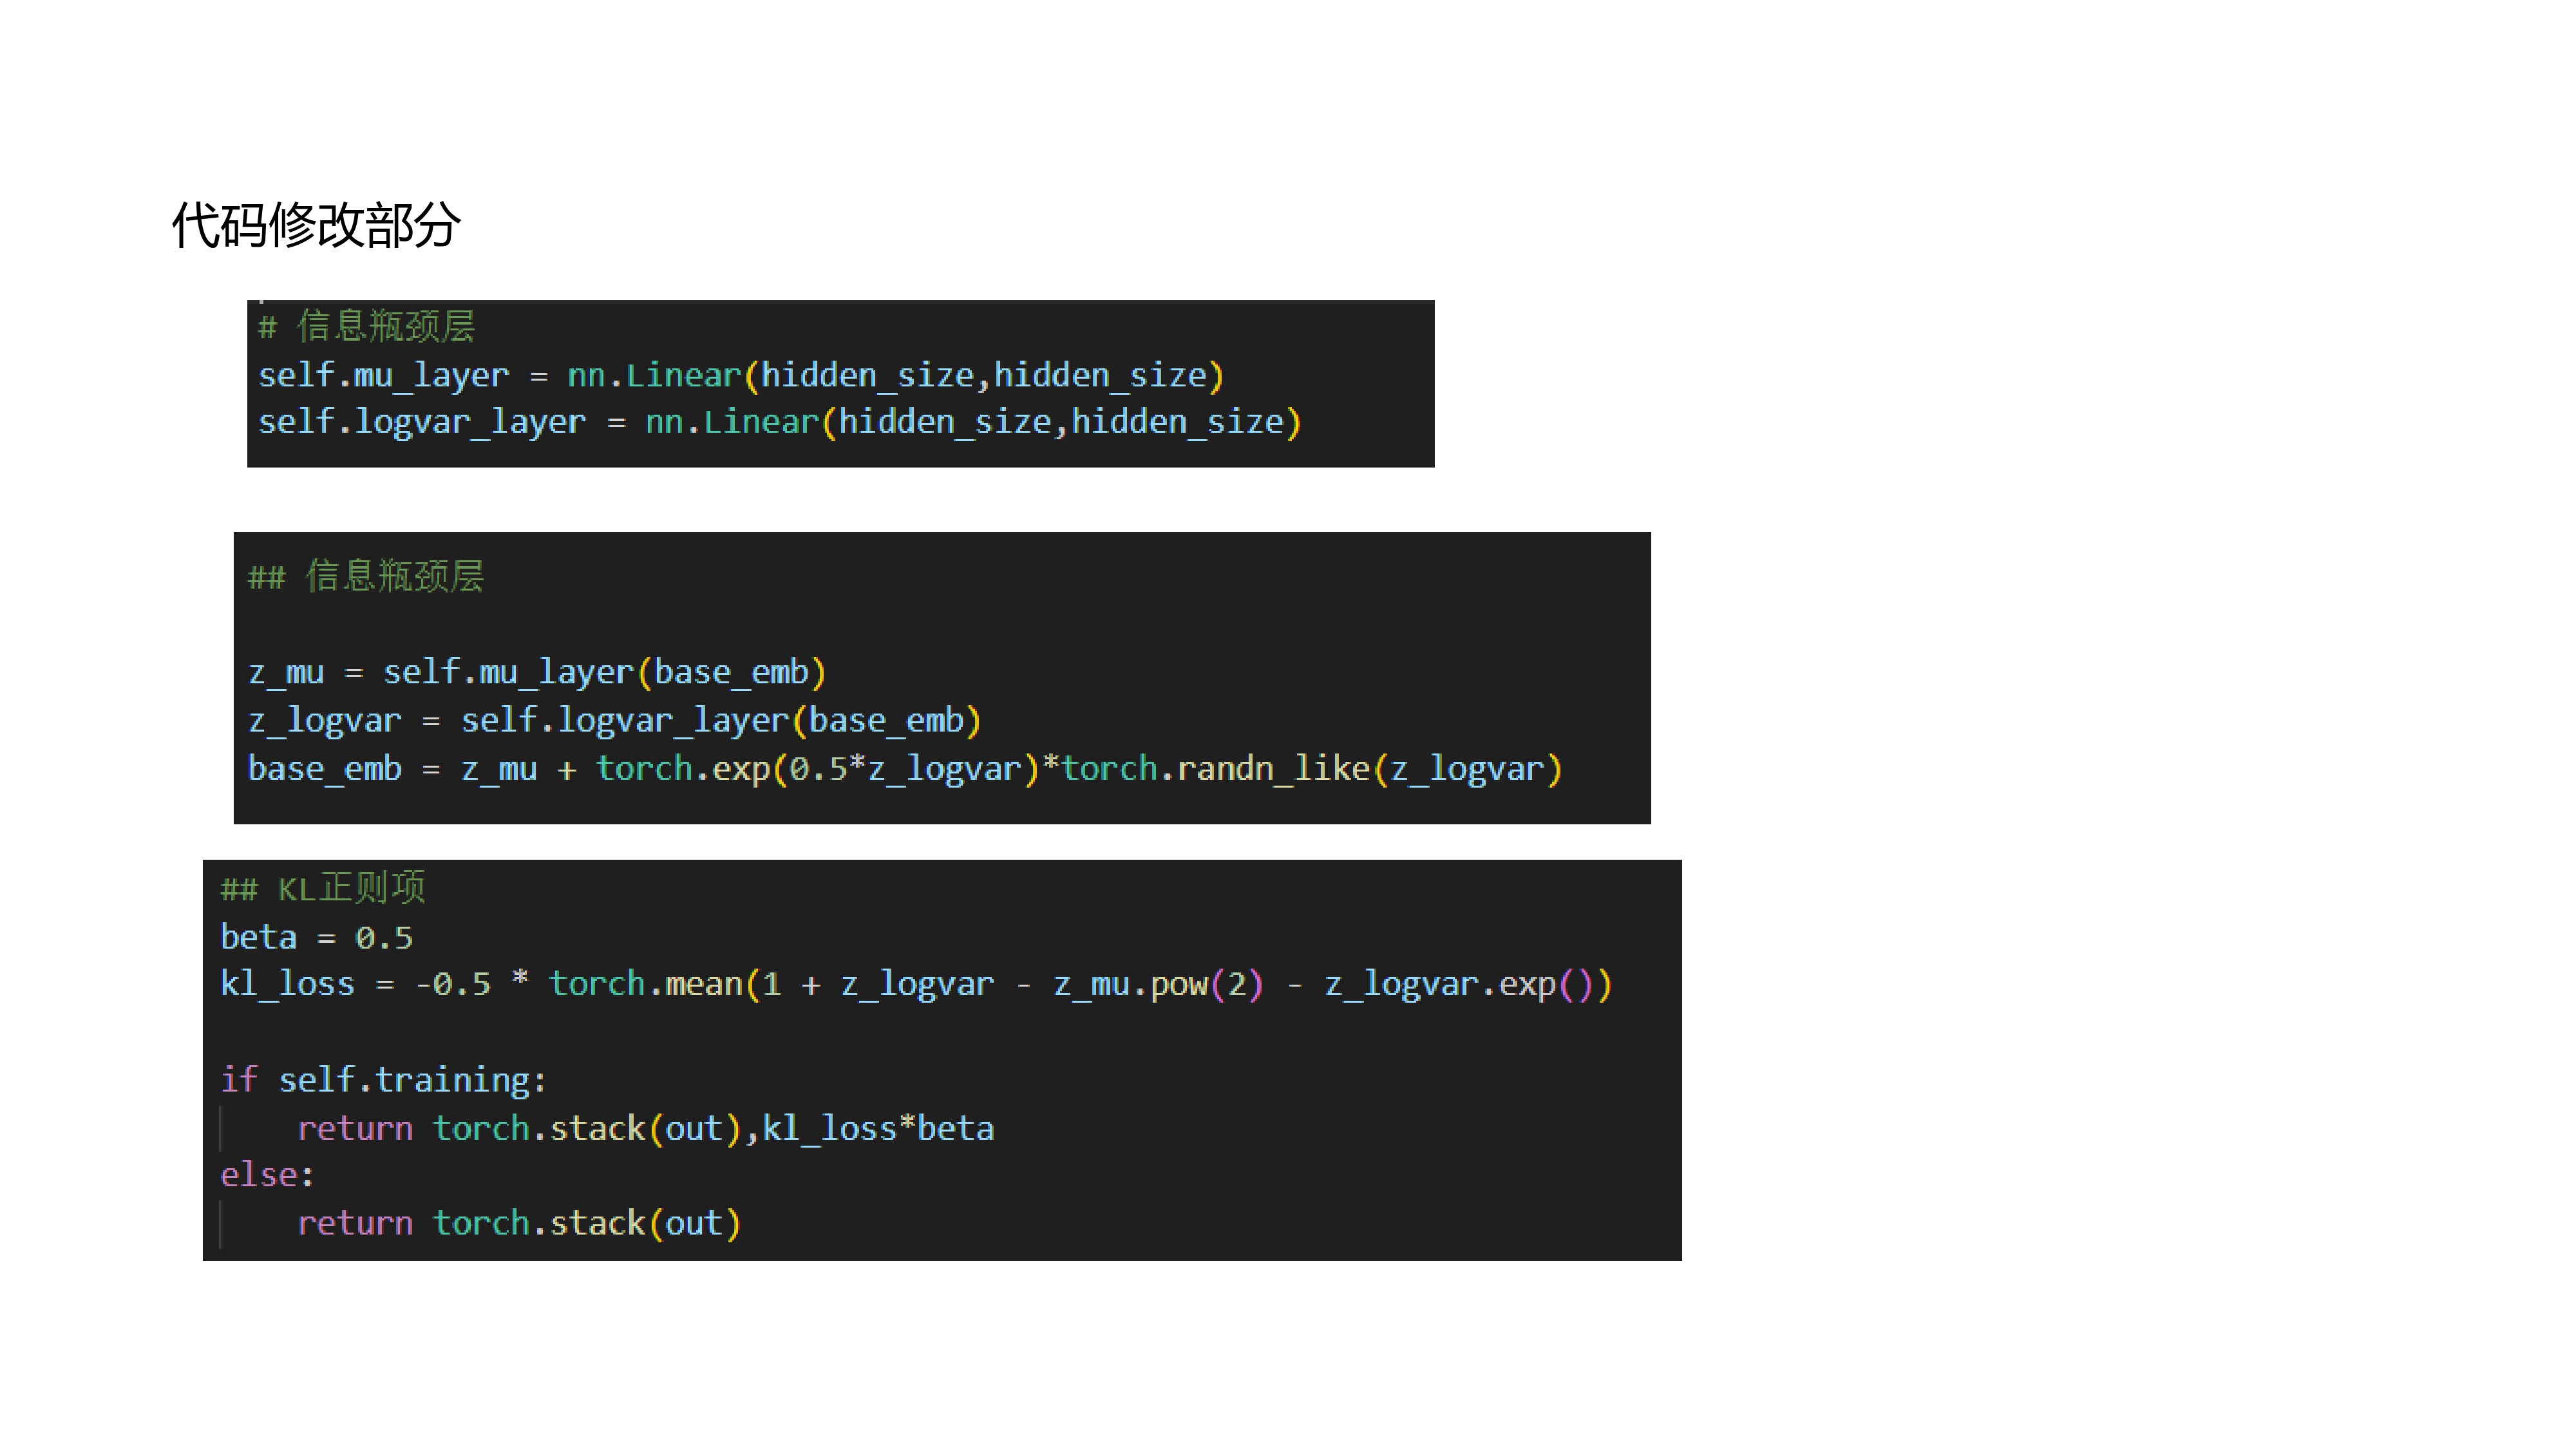 代码修改部分
# 信息瓶颈层
self.mu_layer = nn.Linear(hidden_size,hidden_size)
self.logvar_layer = nn.Linear(hidden_size,hidden_size)
## 信息瓶颈层
z_mu = self.mu_layer(base_emb)
z_logvar = self.logvar_layer(base_emb)
base_emb = z_mu + torch.exp(0.5*z_logvar)*torch.randn_like(z_logvar)
## KL正则项
beta = 0.5
kl_loss = -0.5 * torch.mean(1 + z_logvar - z_mu.pow(2) - z_logvar.exp())
if self.training:
    return torch.stack(out),kl_loss*beta
else:
    return torch.stack(out)